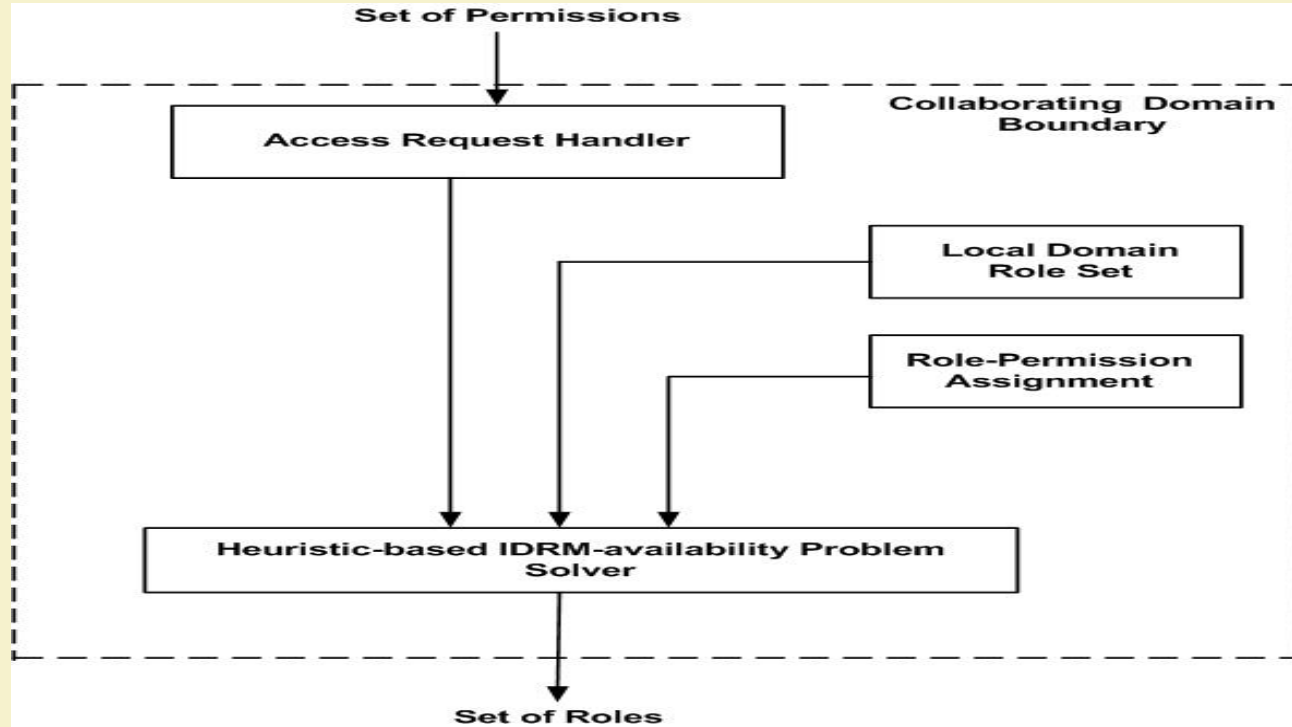 Set of Permissions
Collaborating Domain
Boundary
Access Request Handler
Local Domain
Role Set
Role-Permission
Assignment
Heuristic-based IDRM-availability Problem
Solver
Set of Roles